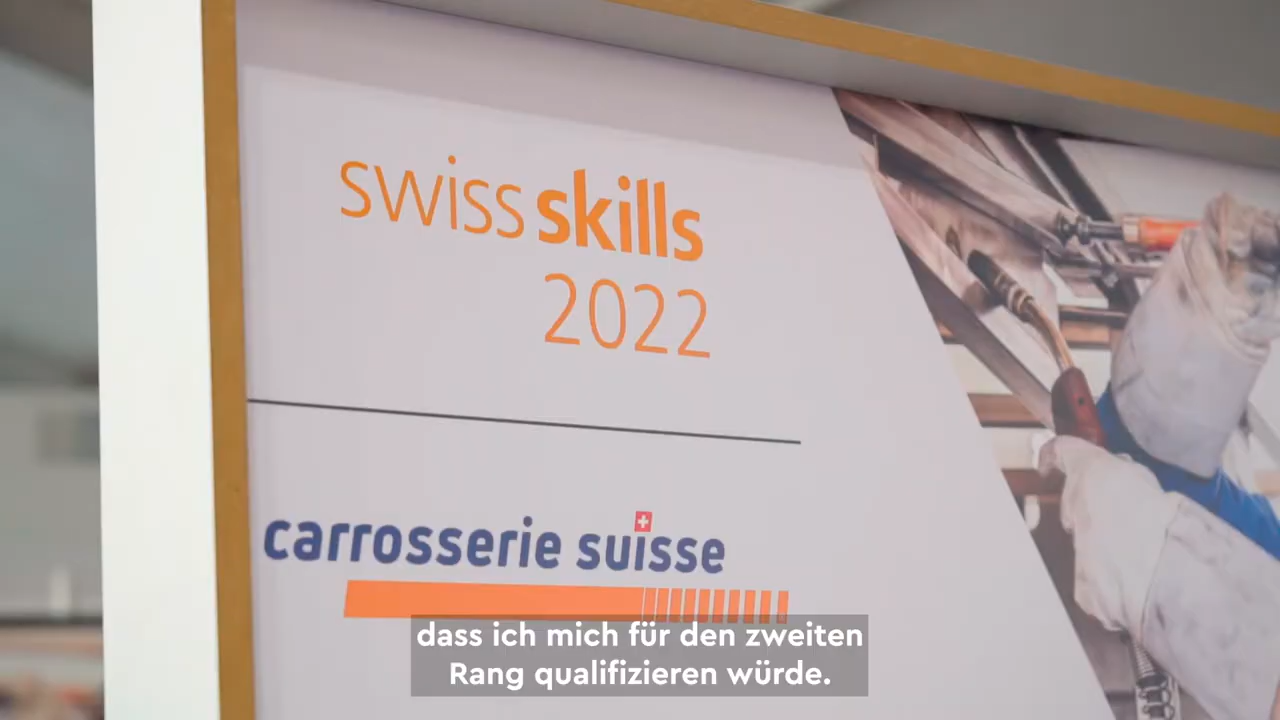 swiss skills
2022
carrosserie suisse
dass ich mich für den zweiten
Rang qualifizieren würde.